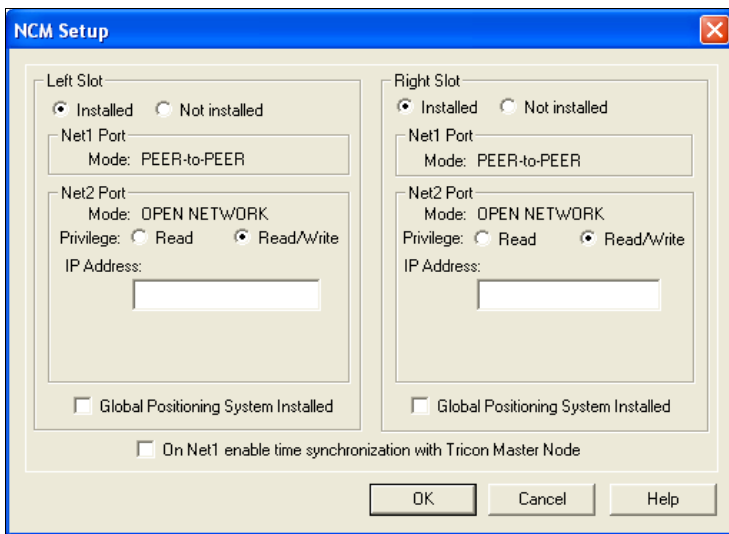 NCM Setup
Left Slot
Installed Not installed
Net1 Port
Mode: PEER-to-PEER
Net2 Port
Mode: OPEN NETWORK
Privilege: Read Read/Write
IP Address:
Global Positioning System Installed
Right Slot
Installed Not installed
Net1 Port
Mode: PEER-to-PEER
Net2 Port
Mode: OPEN NETWORK
Privilege: Read Read/Write
IP Address:
Global Positioning System Installed
On Net1 enable time synchronization with Tricon Master Node
OK Cancel Help